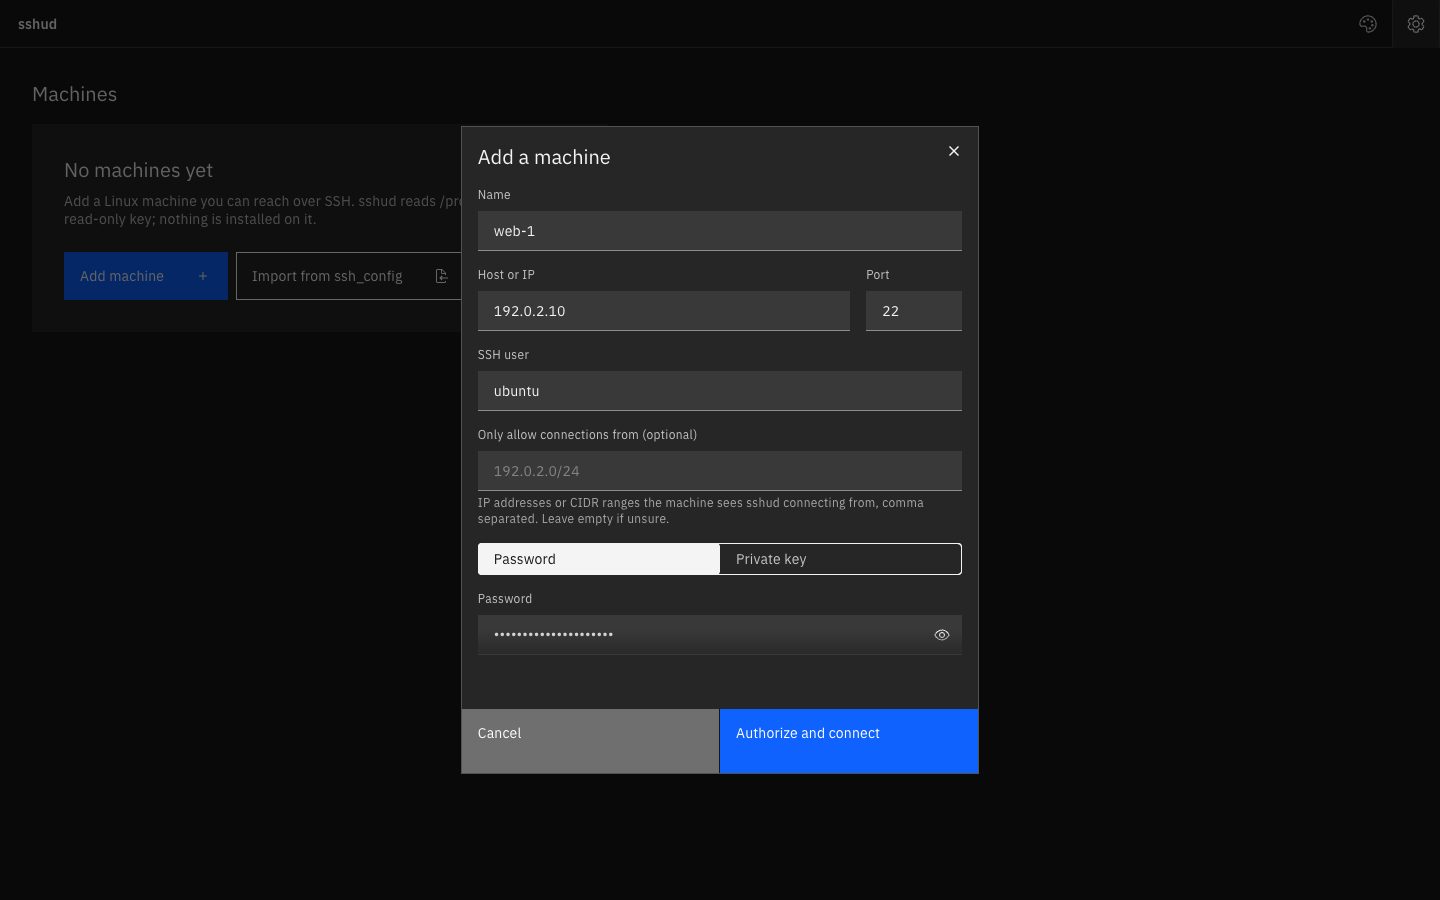 sshud
Machines
No machines yet
Add a Linux machine you can reach over SSH. sshud reads
read-only key; nothing is installed on it.
Add machine
Import from ssh_config
Add a machine
Name
web-1
Host or IP
Port
192.0.2.10
22
SSH user
ubuntu
Only allow connections from (optional)
192.0.2.0/24
IP addresses or CIDR ranges the machine sees sshud connecting from, comma
separated. Leave empty if unsure.
Password
Private key
Password
•••••••••••••••••••••
Cancel
Authorize and connect